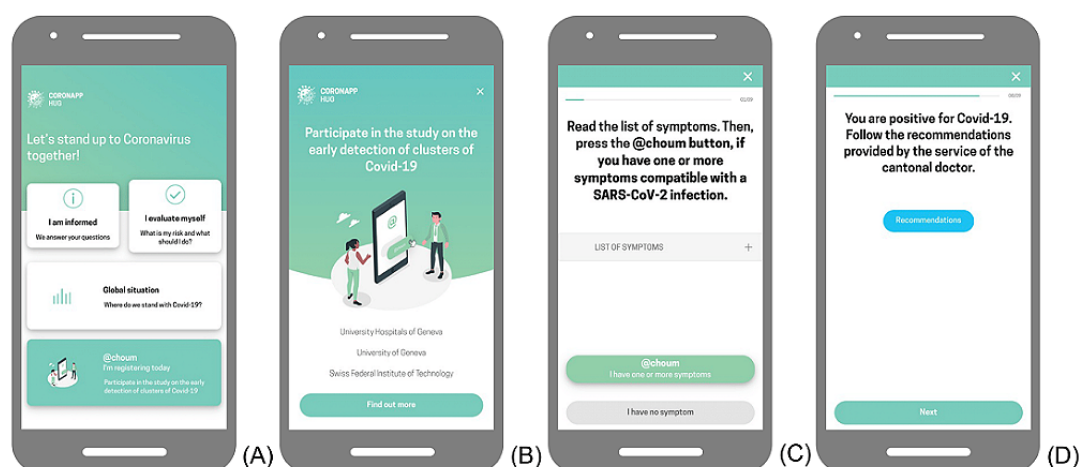 CORONAPP
HUG
Let's stand up to Coronavirus
together!
I am informed
We answer your questions
I evaluate myself
What is my risk and what
should I do?
Global situation
Where do we stand with Covid-19?
@choum
I'm registering today
Participate in the study on the early
detection of clusters of Covid-19
(A)
CORONAPP
HUG
Participate in the study on the
early detection of clusters of
Covid-19
@
University Hospitals of Geneva
University of Geneva
Swiss Federal Institute of Technology
Find out more
(B)
Read the list of symptoms. Then,
press the @choum button, if
you have one or more
symptoms compatible with a
SARS-CoV-2 infection.
LIST OF SYMPTOMS
@choum
I have one or more symptoms
I have no symptom
(C)
You are positive for Covid-19.
Follow the recommendations
provided by the service of the
cantonal doctor.
Recommendations
Next
(D)